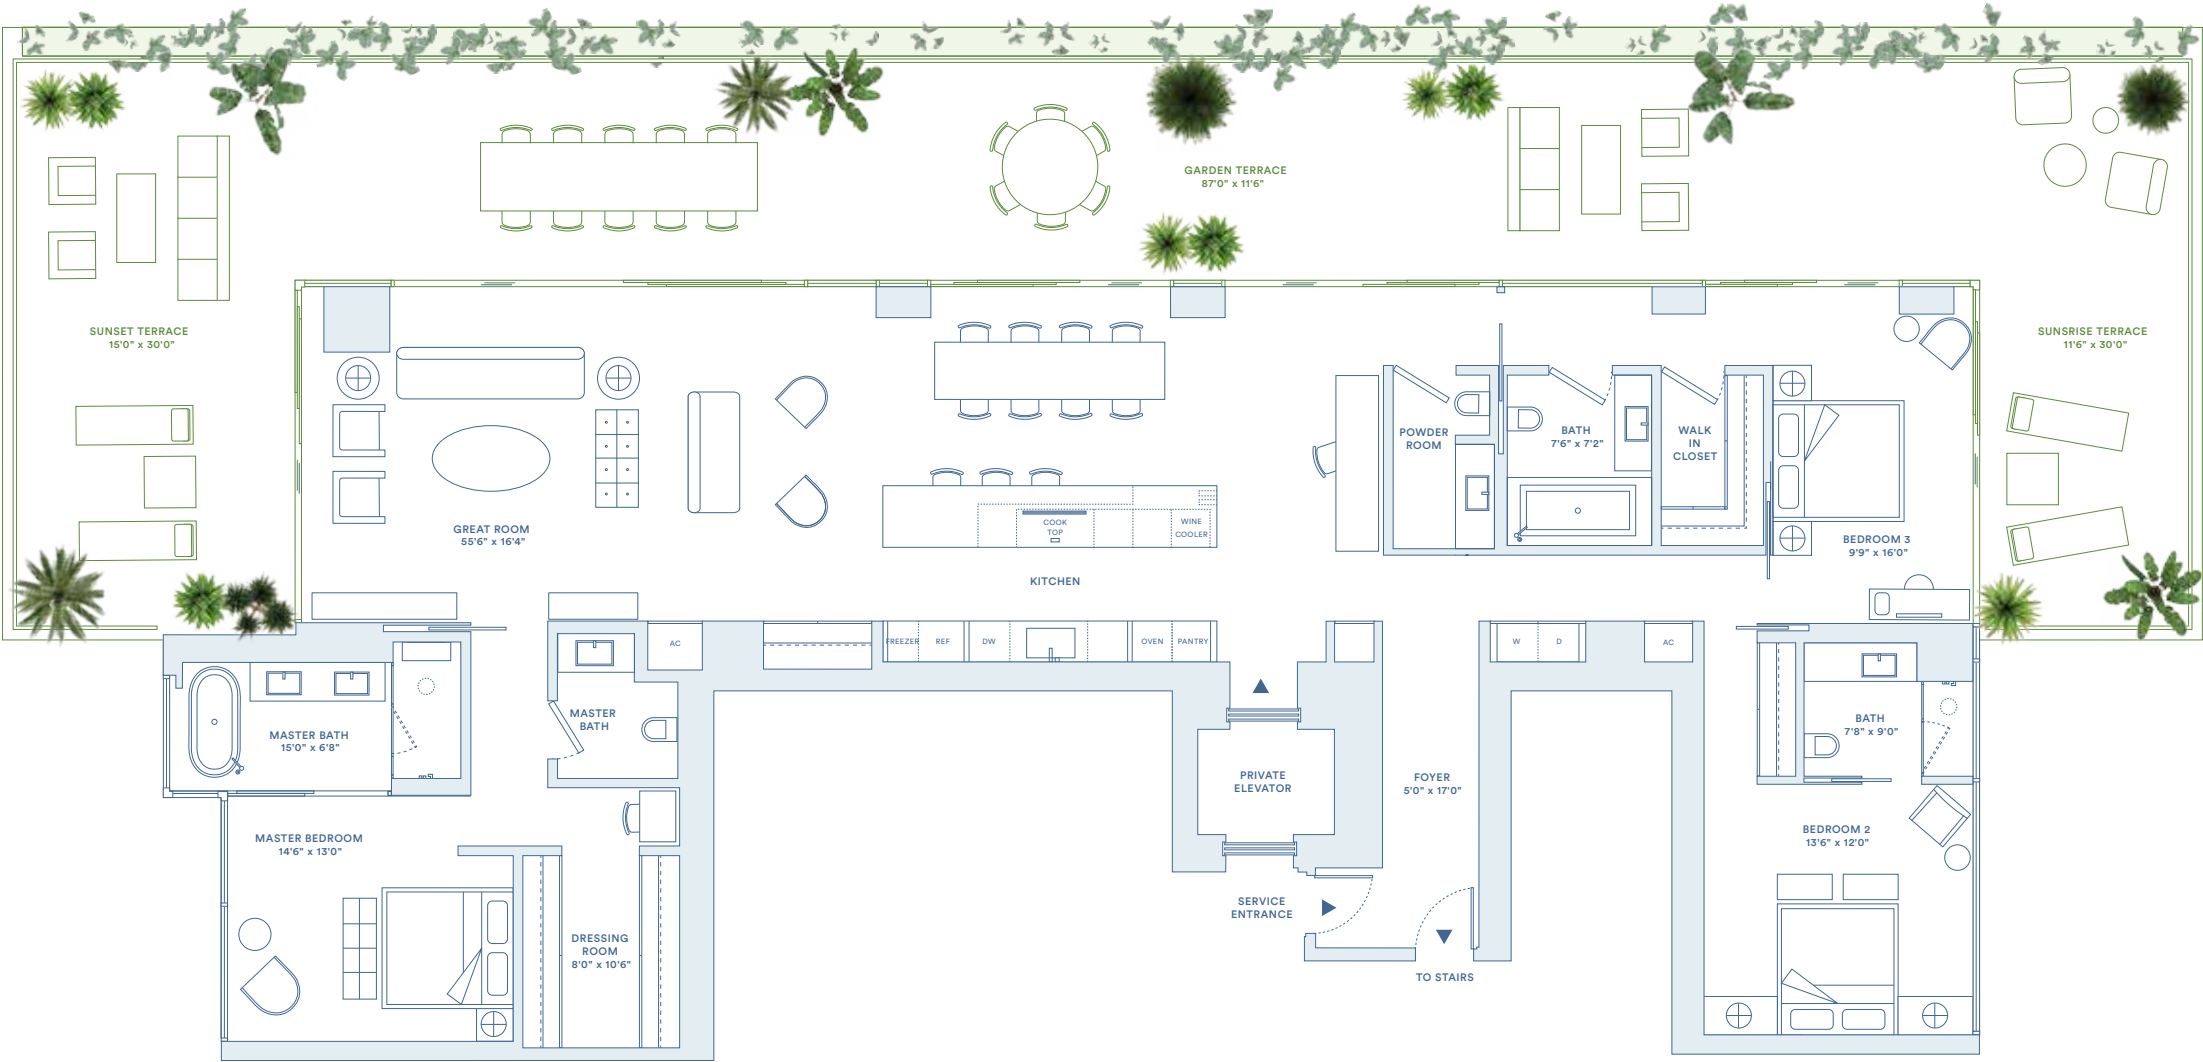 GARDEN TERRACE
87'0" x 11'6"
SUNSET TERRACE
15'0" x 30'0"
SUNSRISE TERRACE
11'6" x 30'0"
POWDER
ROOM
BATH
7'6" x 7'2"
WALK
IN
CLOSET
GREAT ROOM
55'6" x 16'4"
COOK
TOP
WINE
COOLER
BEDROOM 3
9'9" x 16'0"
KITCHEN
AC
FREEZER
REF
DW
OVEN
PANTRY
W
D
AC
MASTER
BATH
MASTER BATH
15'0" x 6'8"
BATH
7'8" x 9'0"
PRIVATE
ELEVATOR
FOYER
5'0" x 17'0"
MASTER BEDROOM
14'6" x 13'0"
BEDROOM 2
13'6" x 12'0"
SERVICE
ENTRANCE
DRESSING
ROOM
8'0" x 10'6"
TO STAIRS